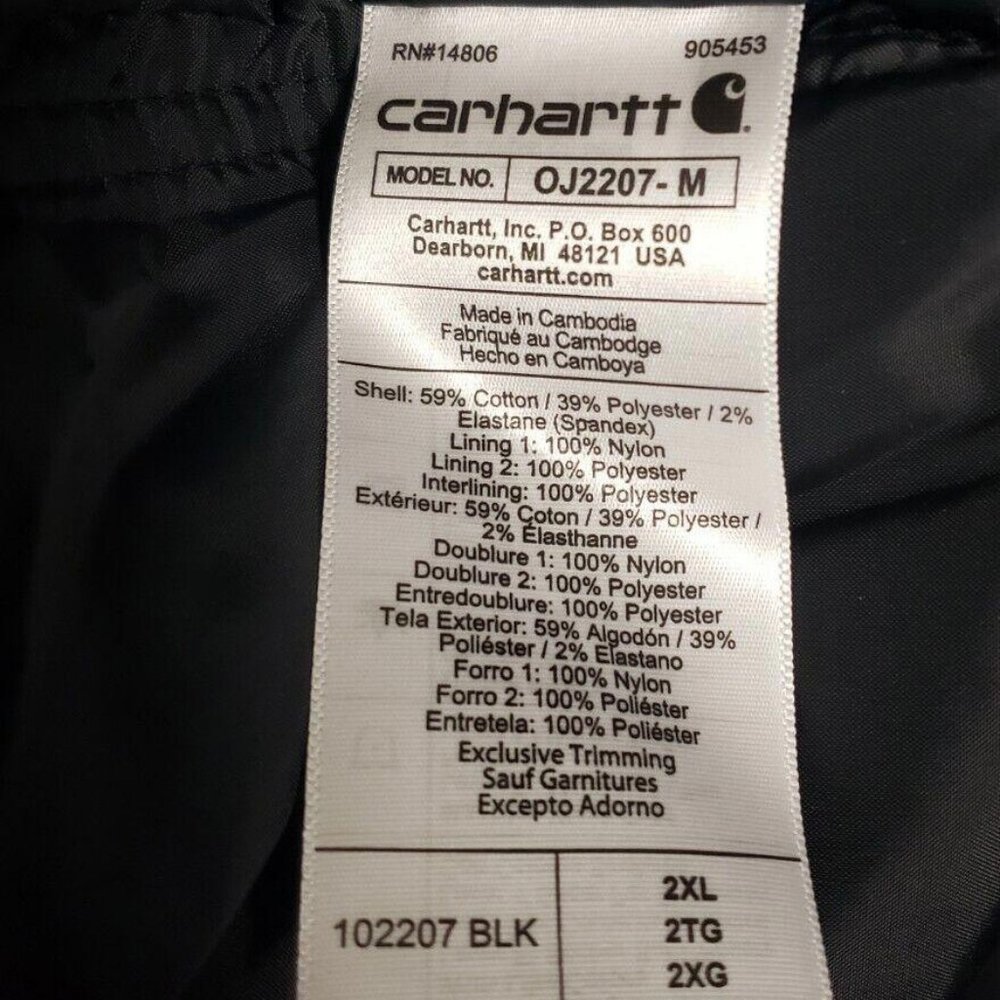 RN#14806 905453
carhartt
MODEL NO. OJ2207- M
Carhartt, Inc. P.O. Box 600
Dearborn, MI 48121 USA
carhartt.com
Made in Cambodia
Fabriqué au Cambodge
Hecho en Camboya
Shell: 59% Cotton / 39% Polyester / 2%
Elastane (Spandex)
Lining 1: 100% Nylon
Lining 2: 100% Polyester
Interlining: 100% Polyester
Extérieur: 59% Coton / 39% Polyester /
2% Élasthanne
Doublure 1: 100% Nylon
Doublure 2: 100% Polyester
Entredoublure: 100% Polyester
Tela Exterior: 59% Algodón / 39%
Poliéster / 2% Elastano
Forro 1: 100% Nylon
Forro 2: 100% Poliéster
Entretela: 100% Poliéster
Exclusive Trimming
Sauf Garnitures
Excepto Adorno
102207 BLK
2XL
2TG
2XG